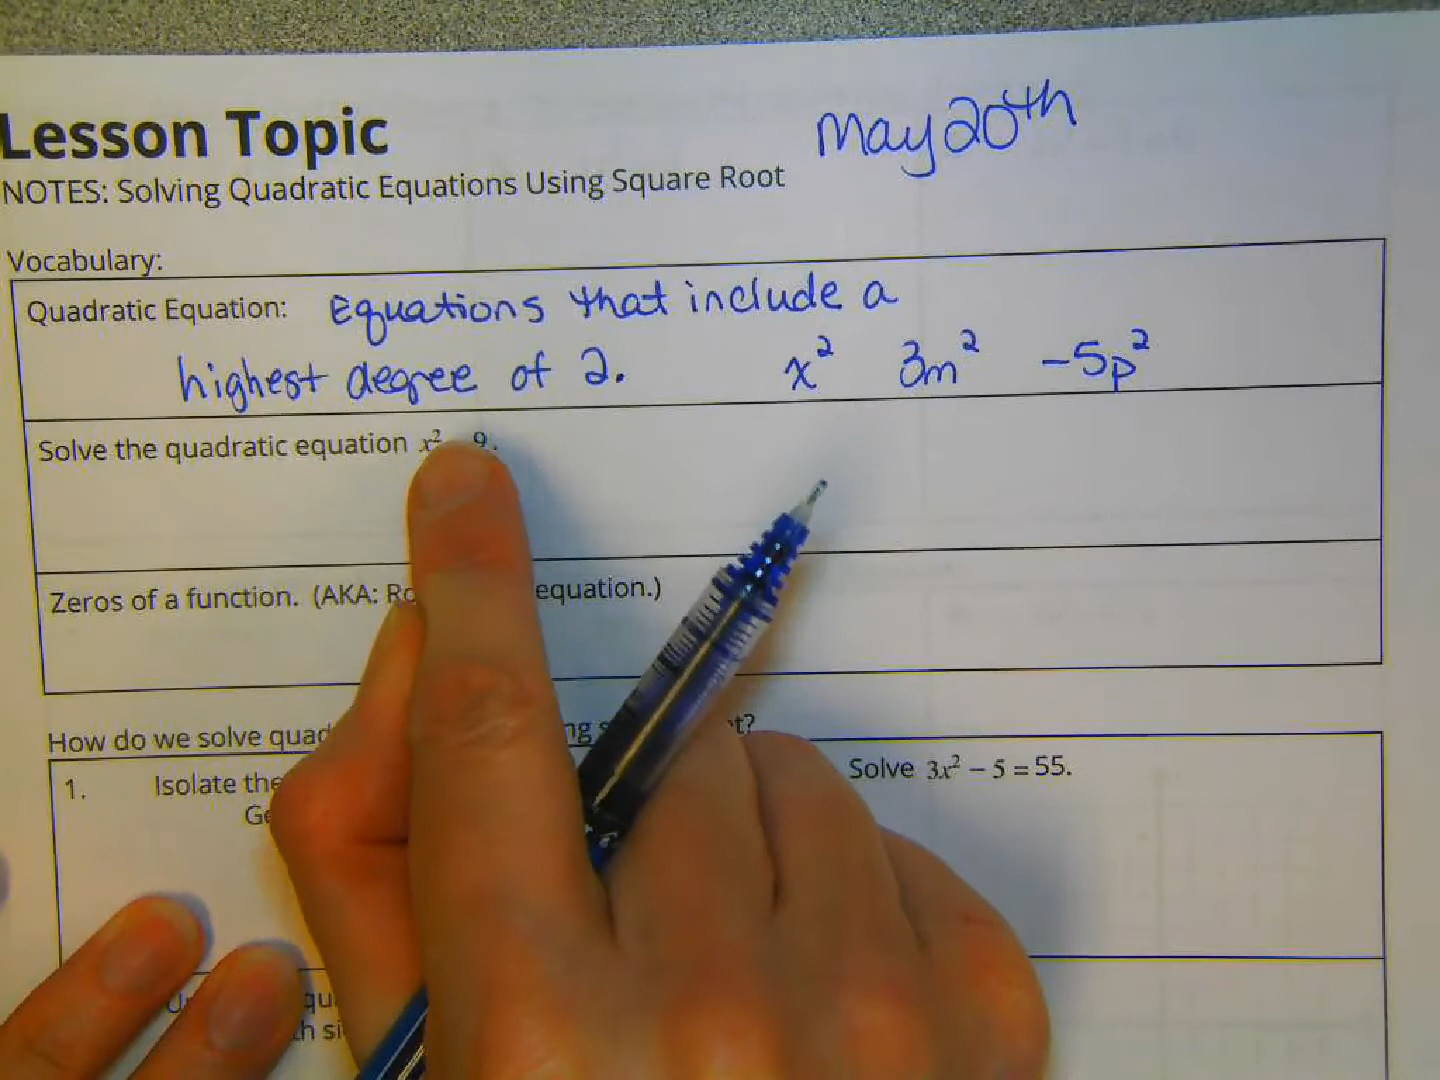 Lesson Topic
May 20th
NOTES: Solving Quadratic Equations Using Square Root
Vocabulary:
Quadratic Equation: Equations that include a
highest degree of 2. x² 3m² -5p²
Solve the quadratic equation x² 9.
Zeros of a function. (AKA: equation.)
How do we solve
1. Isolate the
Solve 3x² – 5 = 55.